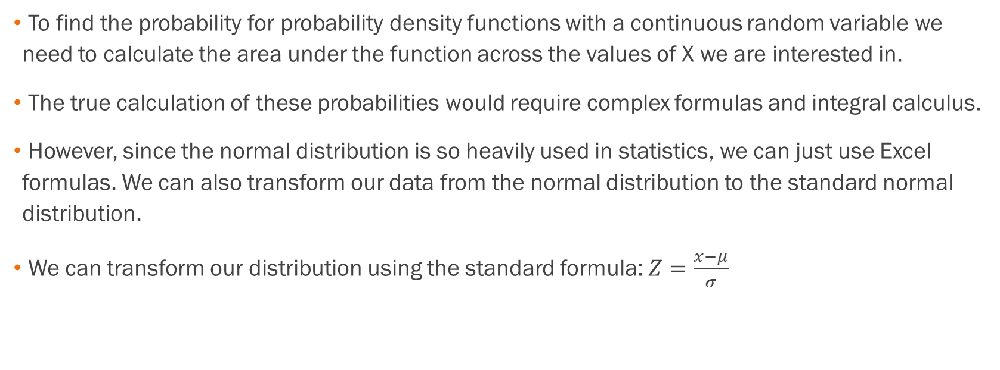 • To find the probability for probability density functions with a continuous random variable we
need to calculate the area under the function across the values of X we are interested in.
• The true calculation of these probabilities would require complex formulas and integral calculus.
• However, since the normal distribution is so heavily used in statistics, we can just use Excel
formulas. We can also transform our data from the normal distribution to the standard normal
distribution.
• We can transform our distribution using the standard formula: $Z = \frac{x-\mu}{\sigma}$